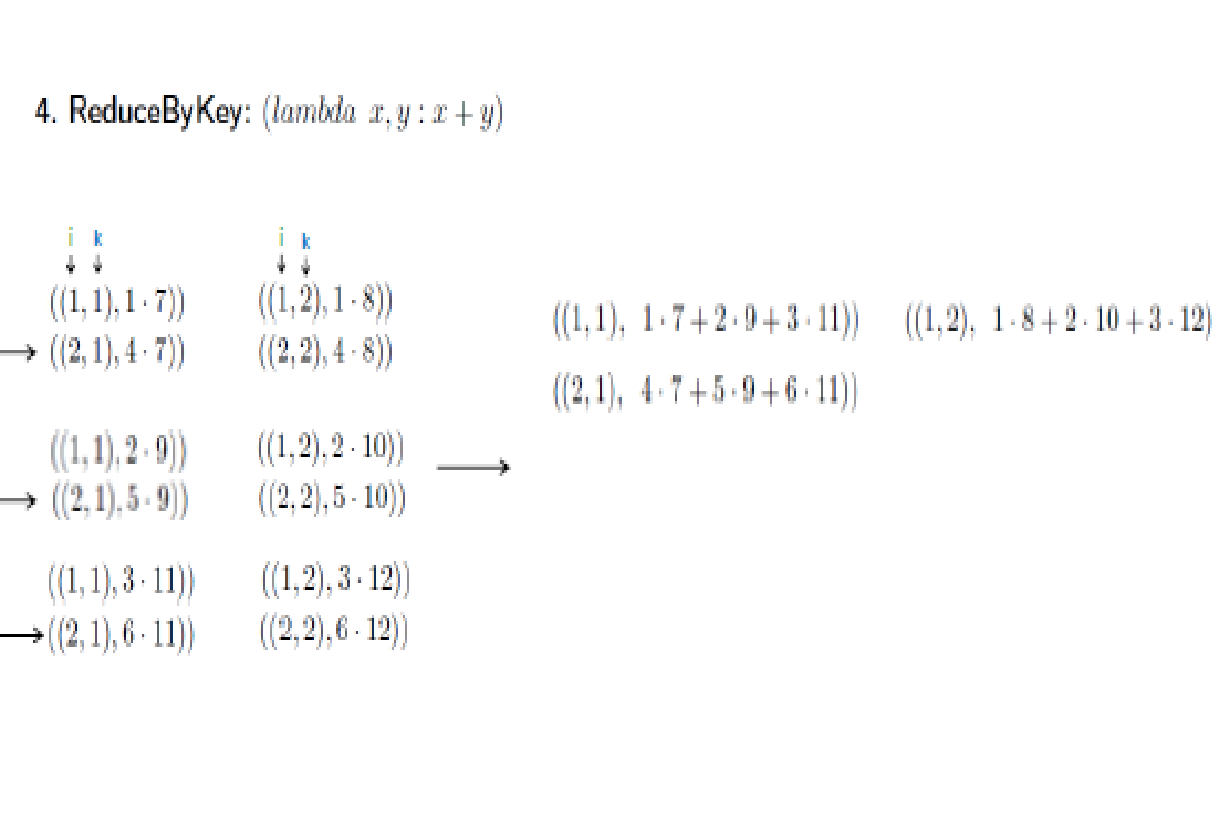 4. ReduceByKey: (lambda x, y : x + y)
i k
i k
((1, 1), 1 · 7))
((1, 2), 1 · 8))
((2, 1), 4 · 7))
((2, 2), 4 · 8))
((1, 1), 2 · 9))
((1, 2), 2 · 10))
((2, 1), 5 · 9))
((2, 2), 5 · 10))
((1, 1), 3 · 11))
((1, 2), 3 · 12))
((2, 1), 6 · 11))
((2, 2), 6 · 12))
((1, 1), 1 · 7 + 2 · 9 + 3 · 11))
((1, 2), 1 · 8 + 2 · 10 + 3 · 12)
((2, 1), 4 · 7 + 5 · 9 + 6 · 11))